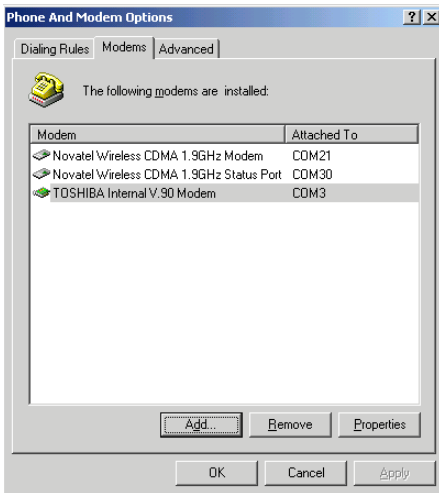 Phone And Modem Options
Dialing Rules Modems Advanced
The following modems are installed:
Modem Attached To
Novatel Wireless CDMA 1.9GHz Modem COM21
Novatel Wireless CDMA 1.9GHz Status Port COM30
TOSHIBA Internal V.90 Modem COM3
Add... Remove Properties
OK Cancel Apply